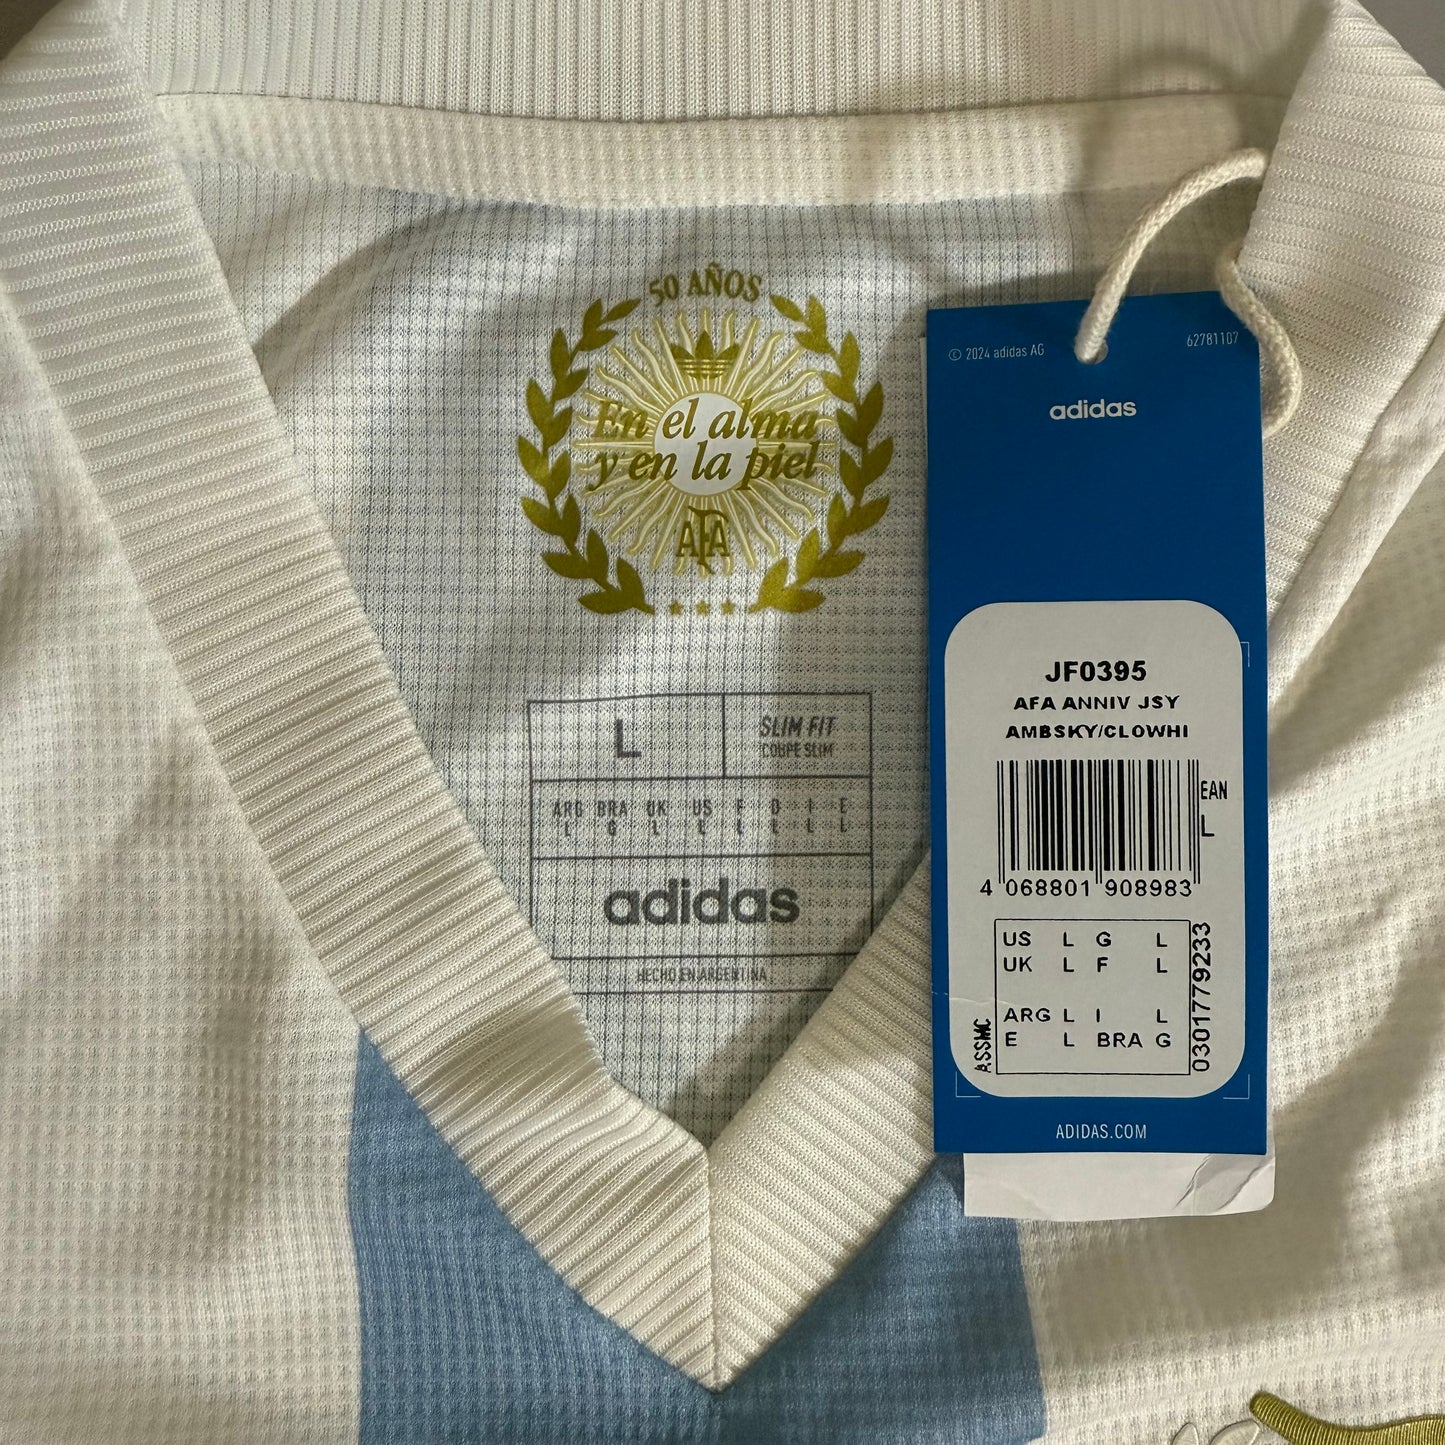 50 AÑOS
En el alma
y en la piel
AFA
L
SLIM FIT
COUPE SLIM
ARG BRA UK US F D I E
L G L L L L L L
adidas
HECHO EN ARGENTINA
© 2024 adidas AG
62781107
adidas
JF0395
AFA ANNIV JSY
AMBSKY/CLOWHI
EAN
L
4 068801 908983
US L G L
UK L F L
ARG L I L
E L BRA G
ASSMC
0301779233
ADIDAS.COM